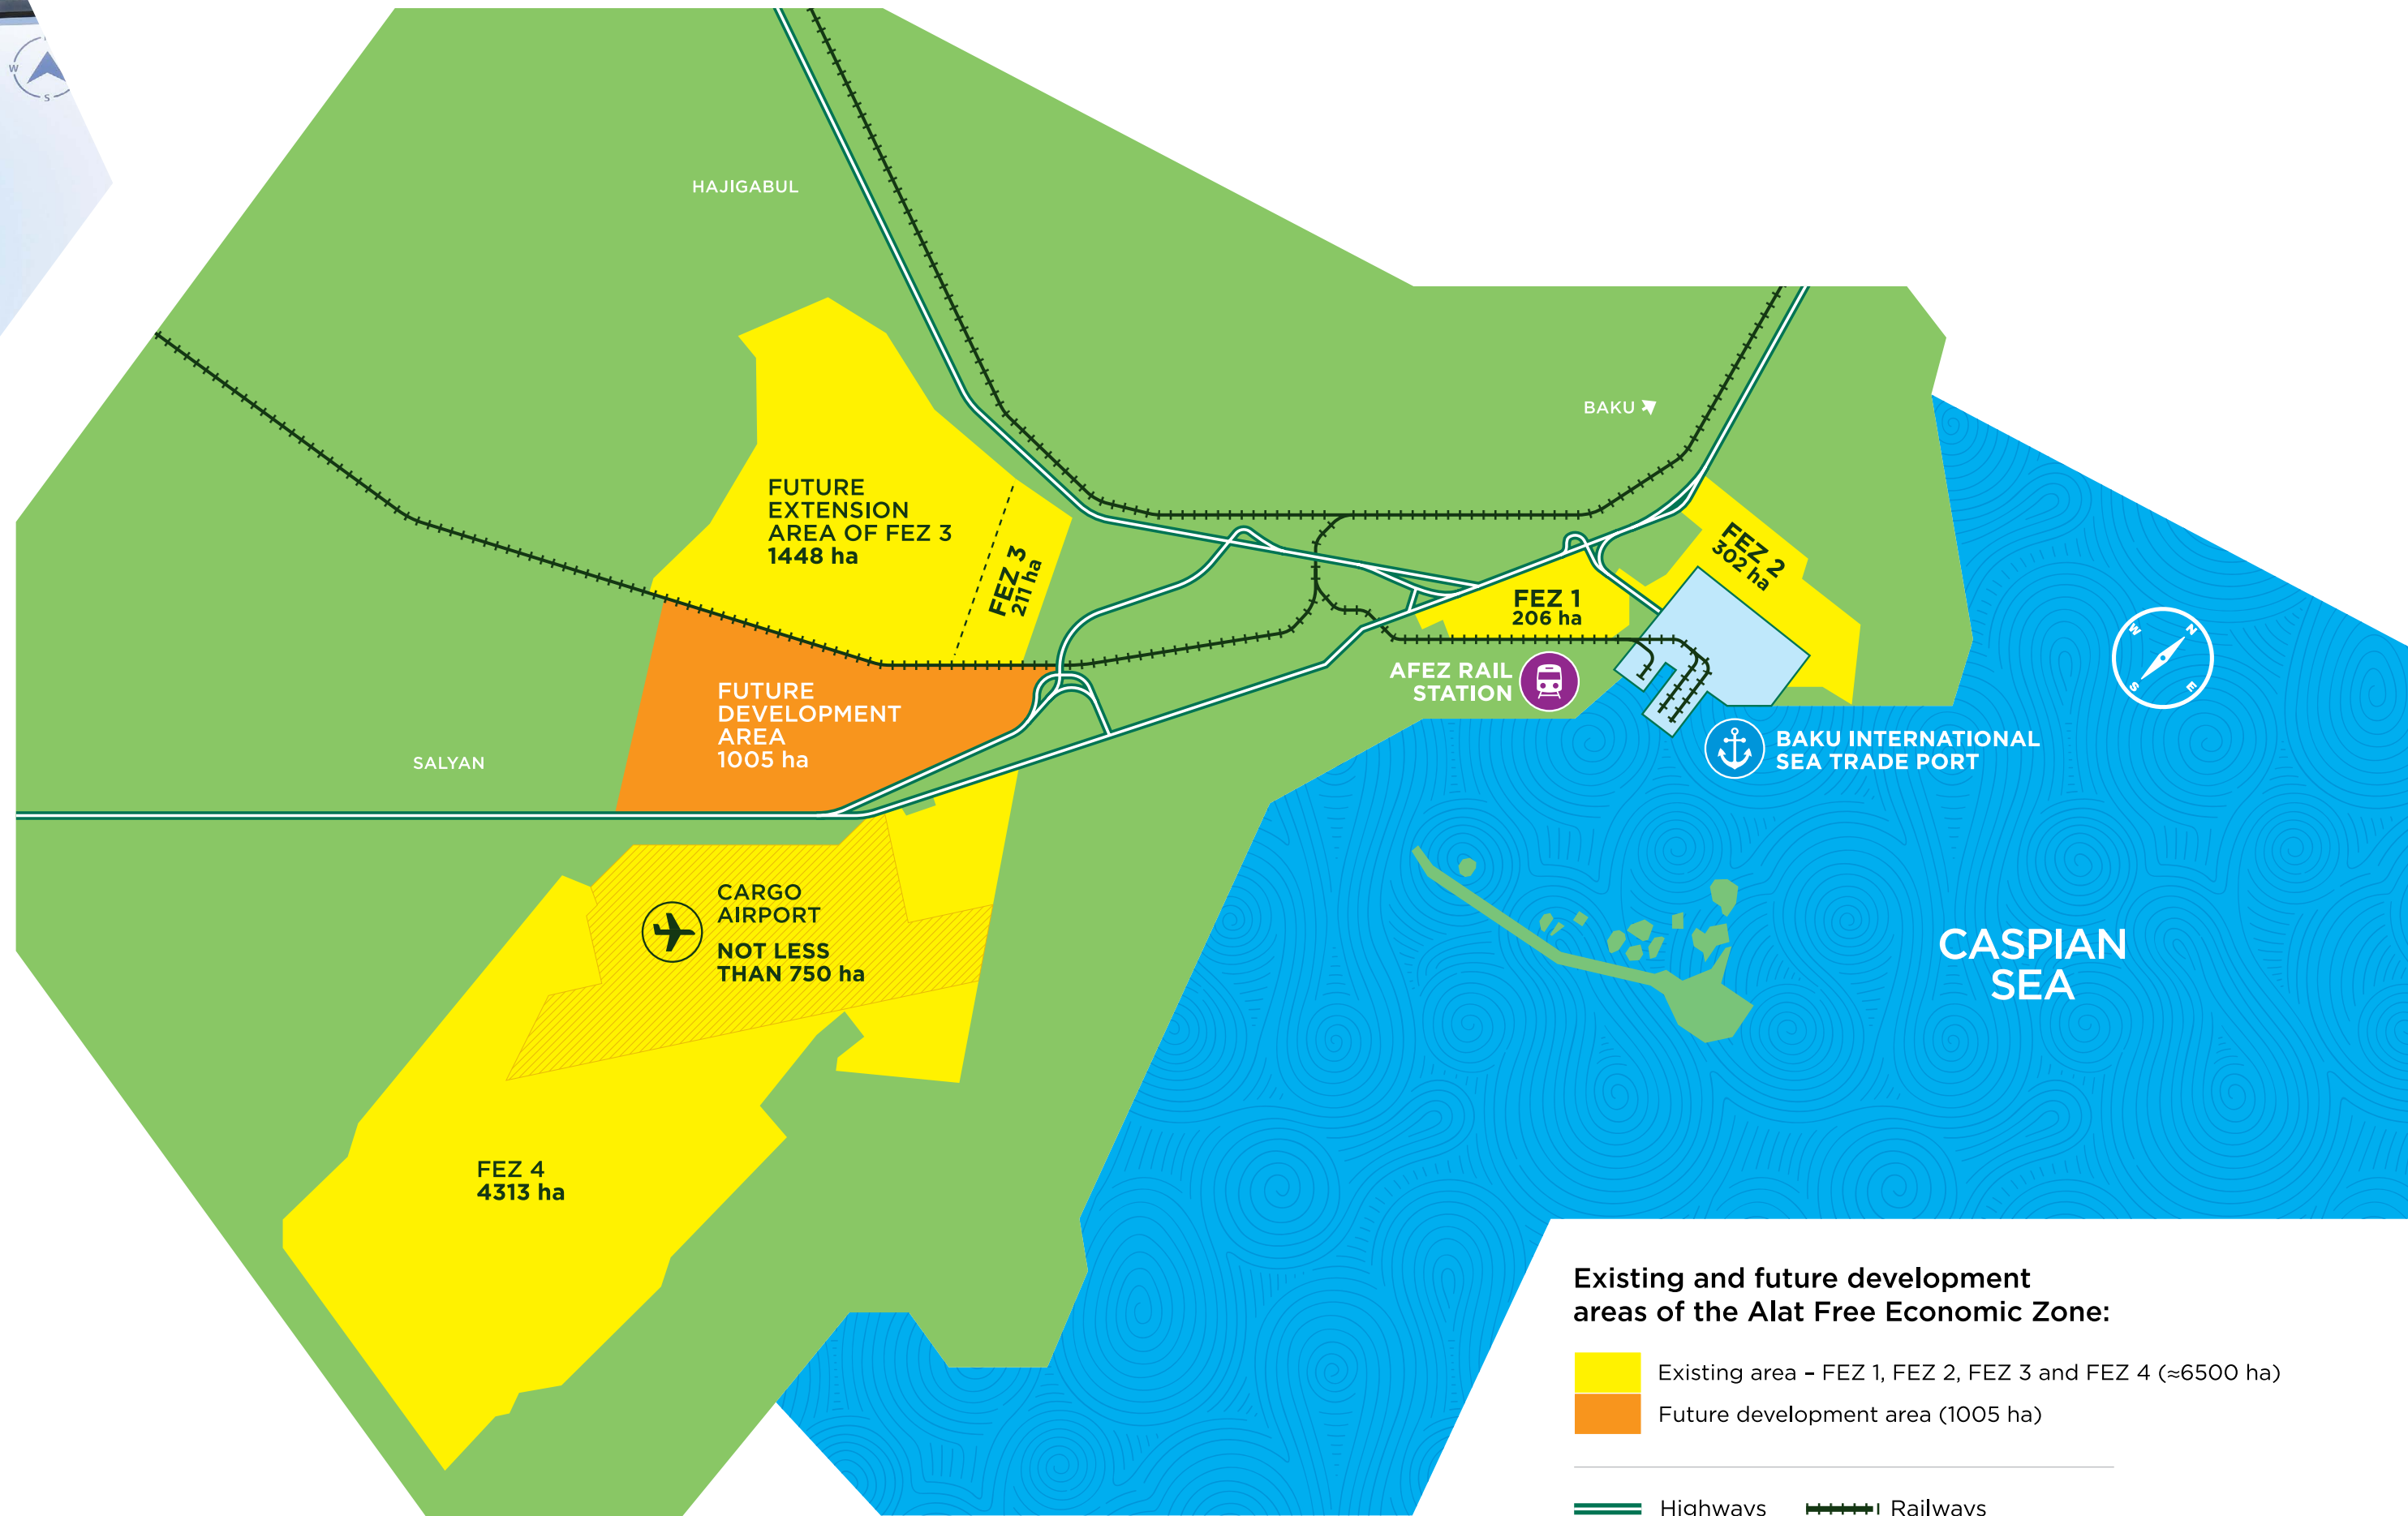 W
S
HAJIGABUL
BAKU
FUTURE
EXTENSION
AREA OF FEZ 3
1448 ha
FEZ 3
211 ha
FEZ 2
302 ha
FEZ 1
206 ha
W
N
S
E
AFEZ RAIL
STATION
FUTURE
DEVELOPMENT
AREA
1005 ha
SALYAN
BAKU INTERNATIONAL
SEA TRADE PORT
CARGO
AIRPORT
NOT LESS
THAN 750 ha
CASPIAN
SEA
FEZ 4
4313 ha
Existing and future development
areas of the Alat Free Economic Zone:
Existing area – FEZ 1, FEZ 2, FEZ 3 and FEZ 4 (≈6500 ha)
Future development area (1005 ha)
Highways
Railways